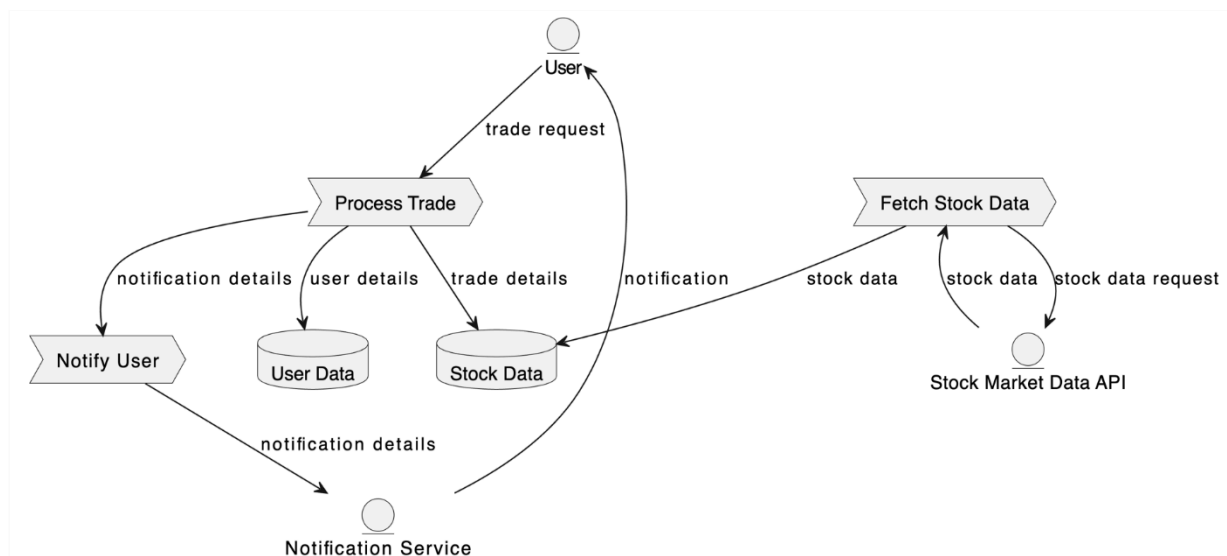 User
trade request
Process Trade
Fetch Stock Data
notification details
user details
trade details
notification
stock data
stock data
stock data request
Notify User
User Data
Stock Data
Stock Market Data API
notification details
Notification Service